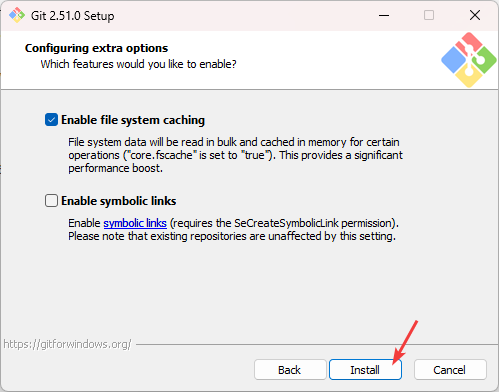 Git 2.51.0 Setup
Configuring extra options
Which features would you like to enable?
Enable file system caching
File system data will be read in bulk and cached in memory for certain
operations ("core.fscache" is set to "true"). This provides a significant
performance boost.
Enable symbolic links
Enable symbolic links (requires the SeCreateSymbolicLink permission).
Please note that existing repositories are unaffected by this setting.
https://gitforwindows.org/
Back
Install
Cancel